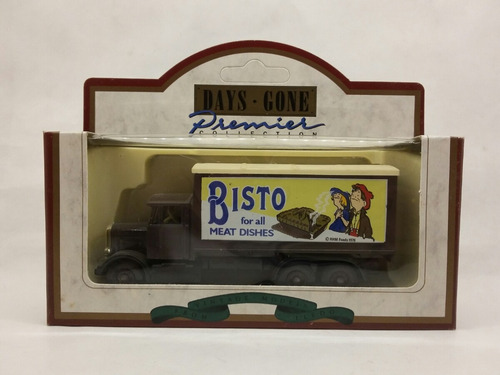 DAYS · GONE
Premier
COLLECTION
BISTO
for all
MEAT DISHES